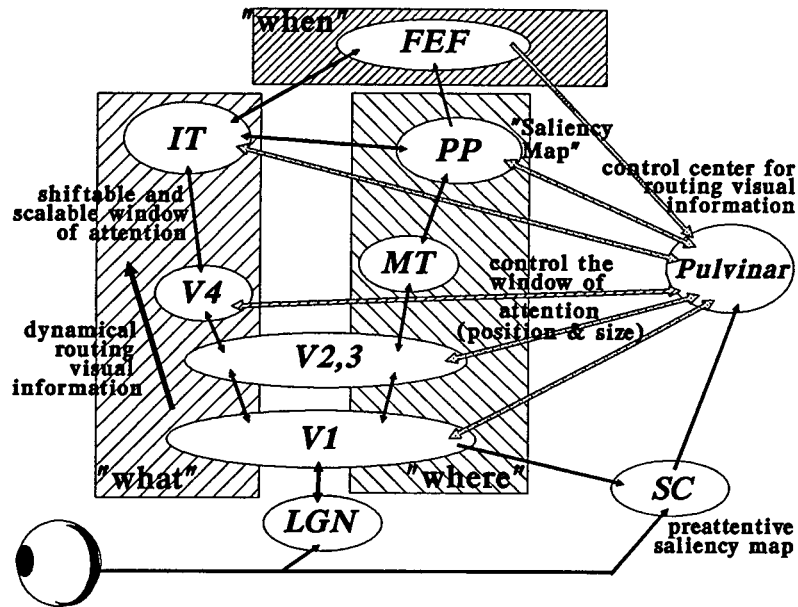 "when"
FEF
IT
PP
"Saliency
Map"
control center for
routing visual
information
shiftable and
scalable window
of attention
MT
Pulvinar
V4
control the
window of
attention
(position & size)
dynamical
routing
visual
information
V2,3
V1
"what"
"where"
SC
LGN
preattentive
saliency map